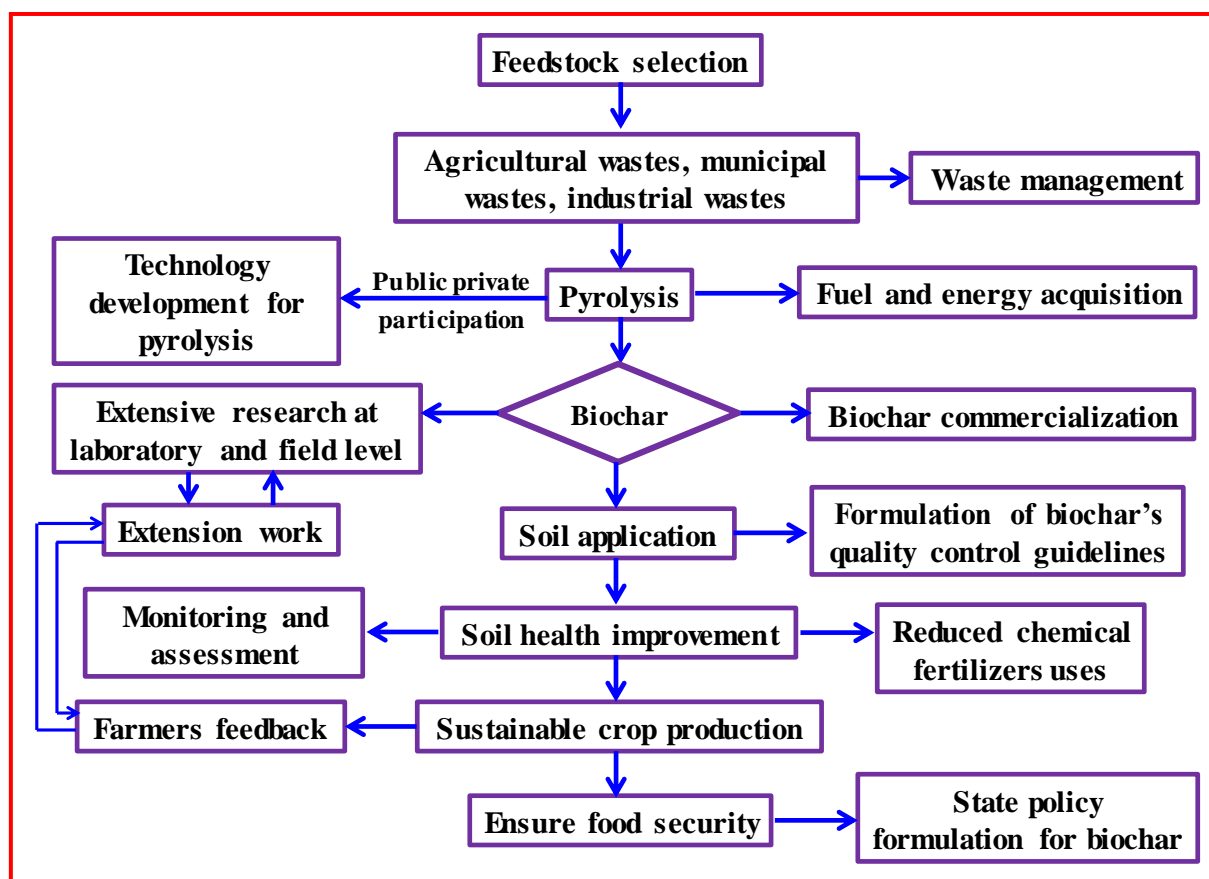 Feedstock selection
Agricultural wastes, municipal
wastes, industrial wastes
Waste management
Technology
development for
pyrolysis
Public private
participation
Pyrolysis
Fuel and energy acquisition
Extensive research at
laboratory and field level
Biochar
Biochar commercialization
Extension work
Soil application
Formulation of biochar’s
quality control guidelines
Monitoring and
assessment
Soil health improvement
Reduced chemical
fertilizers uses
Farmers feedback
Sustainable crop production
Ensure food security
State policy
formulation for biochar